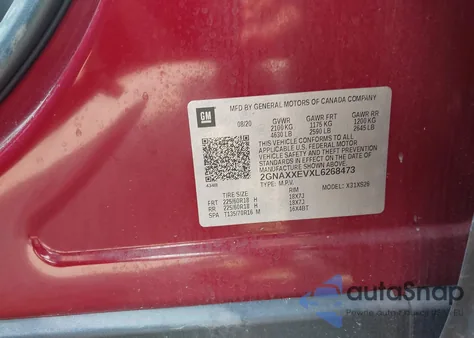 GM
MFD BY GENERAL MOTORS OF CANADA COMPANY
08/20 GVWR GAWR FRT GAWR RR
2100 KG 1175 KG 1200 KG
4630 LB 2590 LB 2645 LB
THIS VEHICLE CONFORMS TO ALL
APPLICABLE U.S. FEDERAL MOTOR
VEHICLE SAFETY AND THEFT PREVENTION
STANDARDS IN EFFECT ON THE DATE OF
MANUFACTURE SHOWN ABOVE.
2GNAXXEVXL6268473
TYPE: M.P.V. MODEL: X31XS26
TIRE SIZE RIM
FRT 225/60R18 H 18X7J
RR 225/60R18 H 18X7J
SPA T135/70R16 M 16X4BT
autoSnap